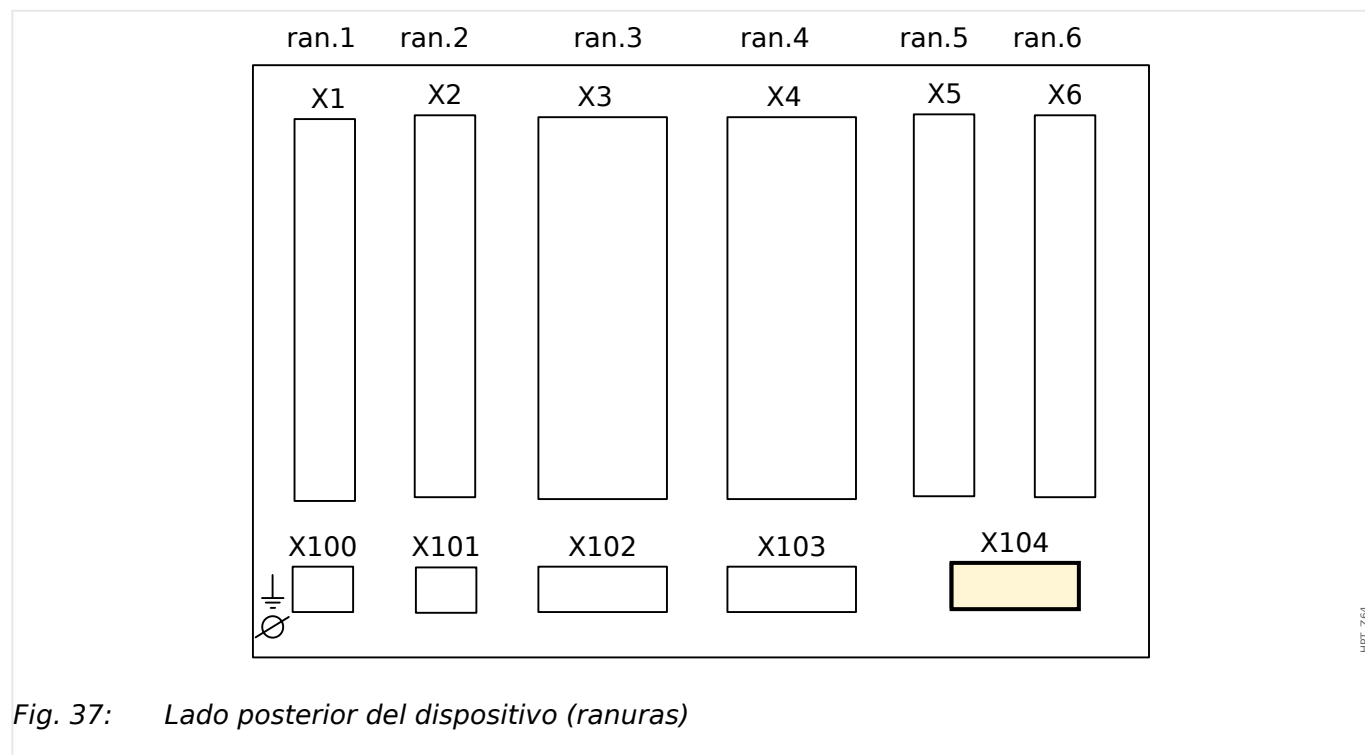 ran.1 ran.2 ran.3 ran.4 ran.5 ran.6
X1 X2 X3 X4 X5 X6
X100 X101 X102 X103 X104
Fig. 37: Lado posterior del dispositivo (ranuras)